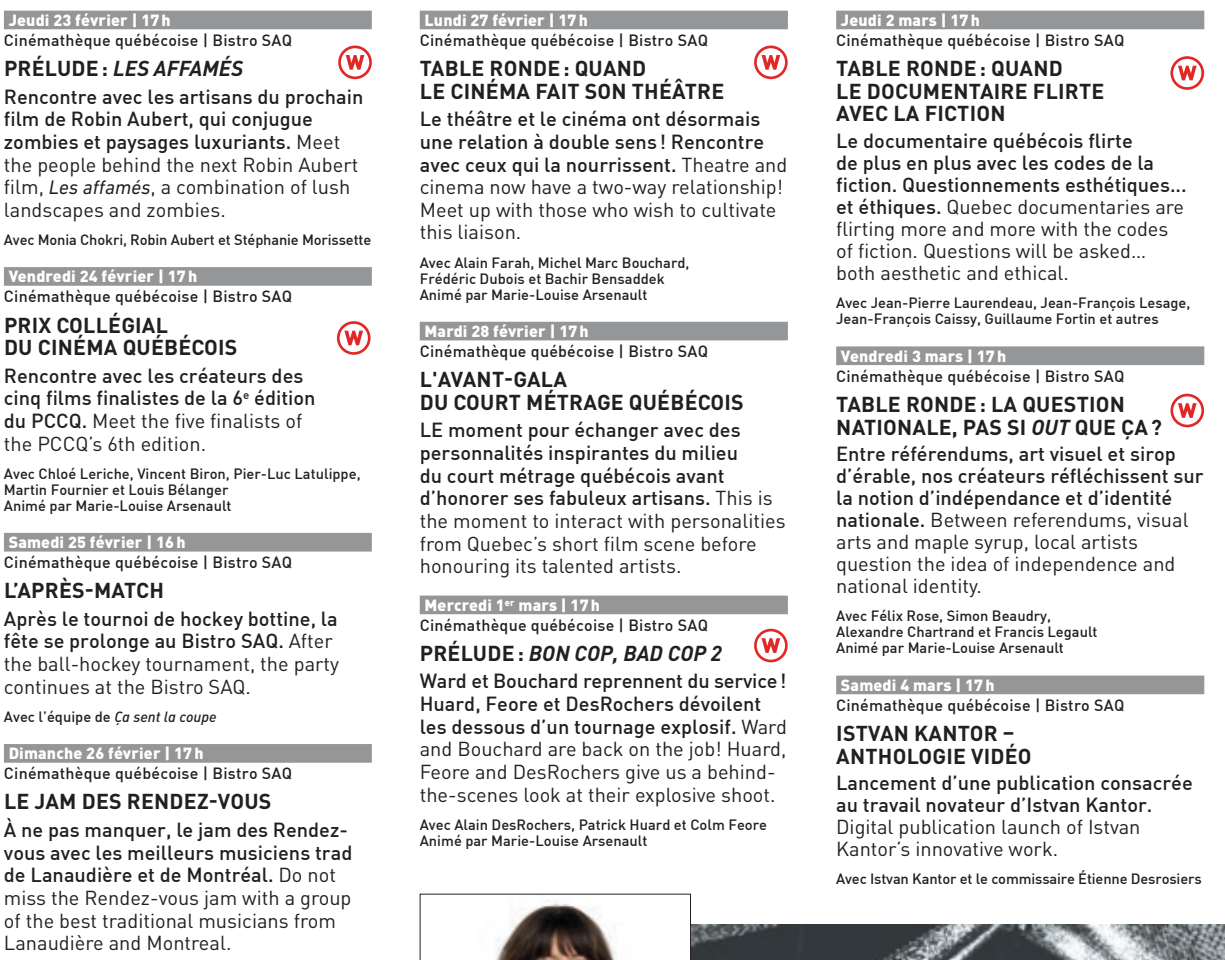 Jeudi 23 février | 17 h
Cinémathèque québécoise | Bistro SAQ
PRÉLUDE : LES AFFAMÉS
W
Rencontre avec les artisans du prochain
film de Robin Aubert, qui conjugue
zombies et paysages luxuriants. Meet
the people behind the next Robin Aubert
film, Les affamés, a combination of lush
landscapes and zombies.
Avec Monia Chokri, Robin Aubert et Stéphanie Morissette
Vendredi 24 février | 17 h
Cinémathèque québécoise | Bistro SAQ
PRIX COLLÉGIAL
DU CINÉMA QUÉBÉCOIS
W
Rencontre avec les créateurs des
cinq films finalistes de la 6e édition
du PCCQ. Meet the five finalists of
the PCCQ's 6th edition.
Avec Chloé Leriche, Vincent Biron, Pier-Luc Latulippe,
Martin Fournier et Louis Bélanger
Animé par Marie-Louise Arsenault
Samedi 25 février | 16 h
Cinémathèque québécoise | Bistro SAQ
L'APRÈS-MATCH
Après le tournoi de hockey bottine, la
fête se prolonge au Bistro SAQ. After
the ball-hockey tournament, the party
continues at the Bistro SAQ.
Avec l'équipe de Ça sent la coupe
Dimanche 26 février | 17 h
Cinémathèque québécoise | Bistro SAQ
LE JAM DES RENDEZ-VOUS
À ne pas manquer, le jam des Rendez-
vous avec les meilleurs musiciens trad
de Lanaudière et de Montréal. Do not
miss the Rendez-vous jam with a group
of the best traditional musicians from
Lanaudière and Montreal.
Lundi 27 février | 17 h
Cinémathèque québécoise | Bistro SAQ
TABLE RONDE : QUAND
LE CINÉMA FAIT SON THÉÂTRE
W
Le théâtre et le cinéma ont désormais
une relation à double sens ! Rencontre
avec ceux qui la nourrissent. Theatre and
cinema now have a two-way relationship!
Meet up with those who wish to cultivate
this liaison.
Avec Alain Farah, Michel Marc Bouchard,
Frédéric Dubois et Bachir Bensaddek
Animé par Marie-Louise Arsenault
Mardi 28 février | 17 h
Cinémathèque québécoise | Bistro SAQ
L'AVANT-GALA
DU COURT MÉTRAGE QUÉBÉCOIS
LE moment pour échanger avec des
personnalités inspirantes du milieu
du court métrage québécois avant
d'honorer ses fabuleux artisans. This is
the moment to interact with personalities
from Quebec's short film scene before
honouring its talented artists.
Mercredi 1er mars | 17 h
Cinémathèque québécoise | Bistro SAQ
PRÉLUDE : BON COP, BAD COP 2
W
Ward et Bouchard reprennent du service !
Huard, Feore et DesRochers dévoilent
les dessous d'un tournage explosif. Ward
and Bouchard are back on the job! Huard,
Feore and DesRochers give us a behind-
the-scenes look at their explosive shoot.
Avec Alain DesRochers, Patrick Huard et Colm Feore
Animé par Marie-Louise Arsenault
Jeudi 2 mars | 17 h
Cinémathèque québécoise | Bistro SAQ
TABLE RONDE : QUAND
LE DOCUMENTAIRE FLIRTE
AVEC LA FICTION
W
Le documentaire québécois flirte
de plus en plus avec les codes de la
fiction. Questionnements esthétiques...
et éthiques. Quebec documentaries are
flirting more and more with the codes
of fiction. Questions will be asked...
both aesthetic and ethical.
Avec Jean-Pierre Laurendeau, Jean-François Lesage,
Jean-François Caissy, Guillaume Fortin et autres
Vendredi 3 mars | 17 h
Cinémathèque québécoise | Bistro SAQ
TABLE RONDE : LA QUESTION
NATIONALE, PAS SI OUT QUE ÇA ?
W
Entre référendums, art visuel et sirop
d'érable, nos créateurs réfléchissent sur
la notion d'indépendance et d'identité
nationale. Between referendums, visual
arts and maple syrup, local artists
question the idea of independence and
national identity.
Avec Félix Rose, Simon Beaudry,
Alexandre Chartrand et Francis Legault
Animé par Marie-Louise Arsenault
Samedi 4 mars | 17 h
Cinémathèque québécoise | Bistro SAQ
ISTVAN KANTOR –
ANTHOLOGIE VIDÉO
Lancement d'une publication consacrée
au travail novateur d'Istvan Kantor.
Digital publication launch of Istvan
Kantor's innovative work.
Avec Istvan Kantor et le commissaire Étienne Desrosiers